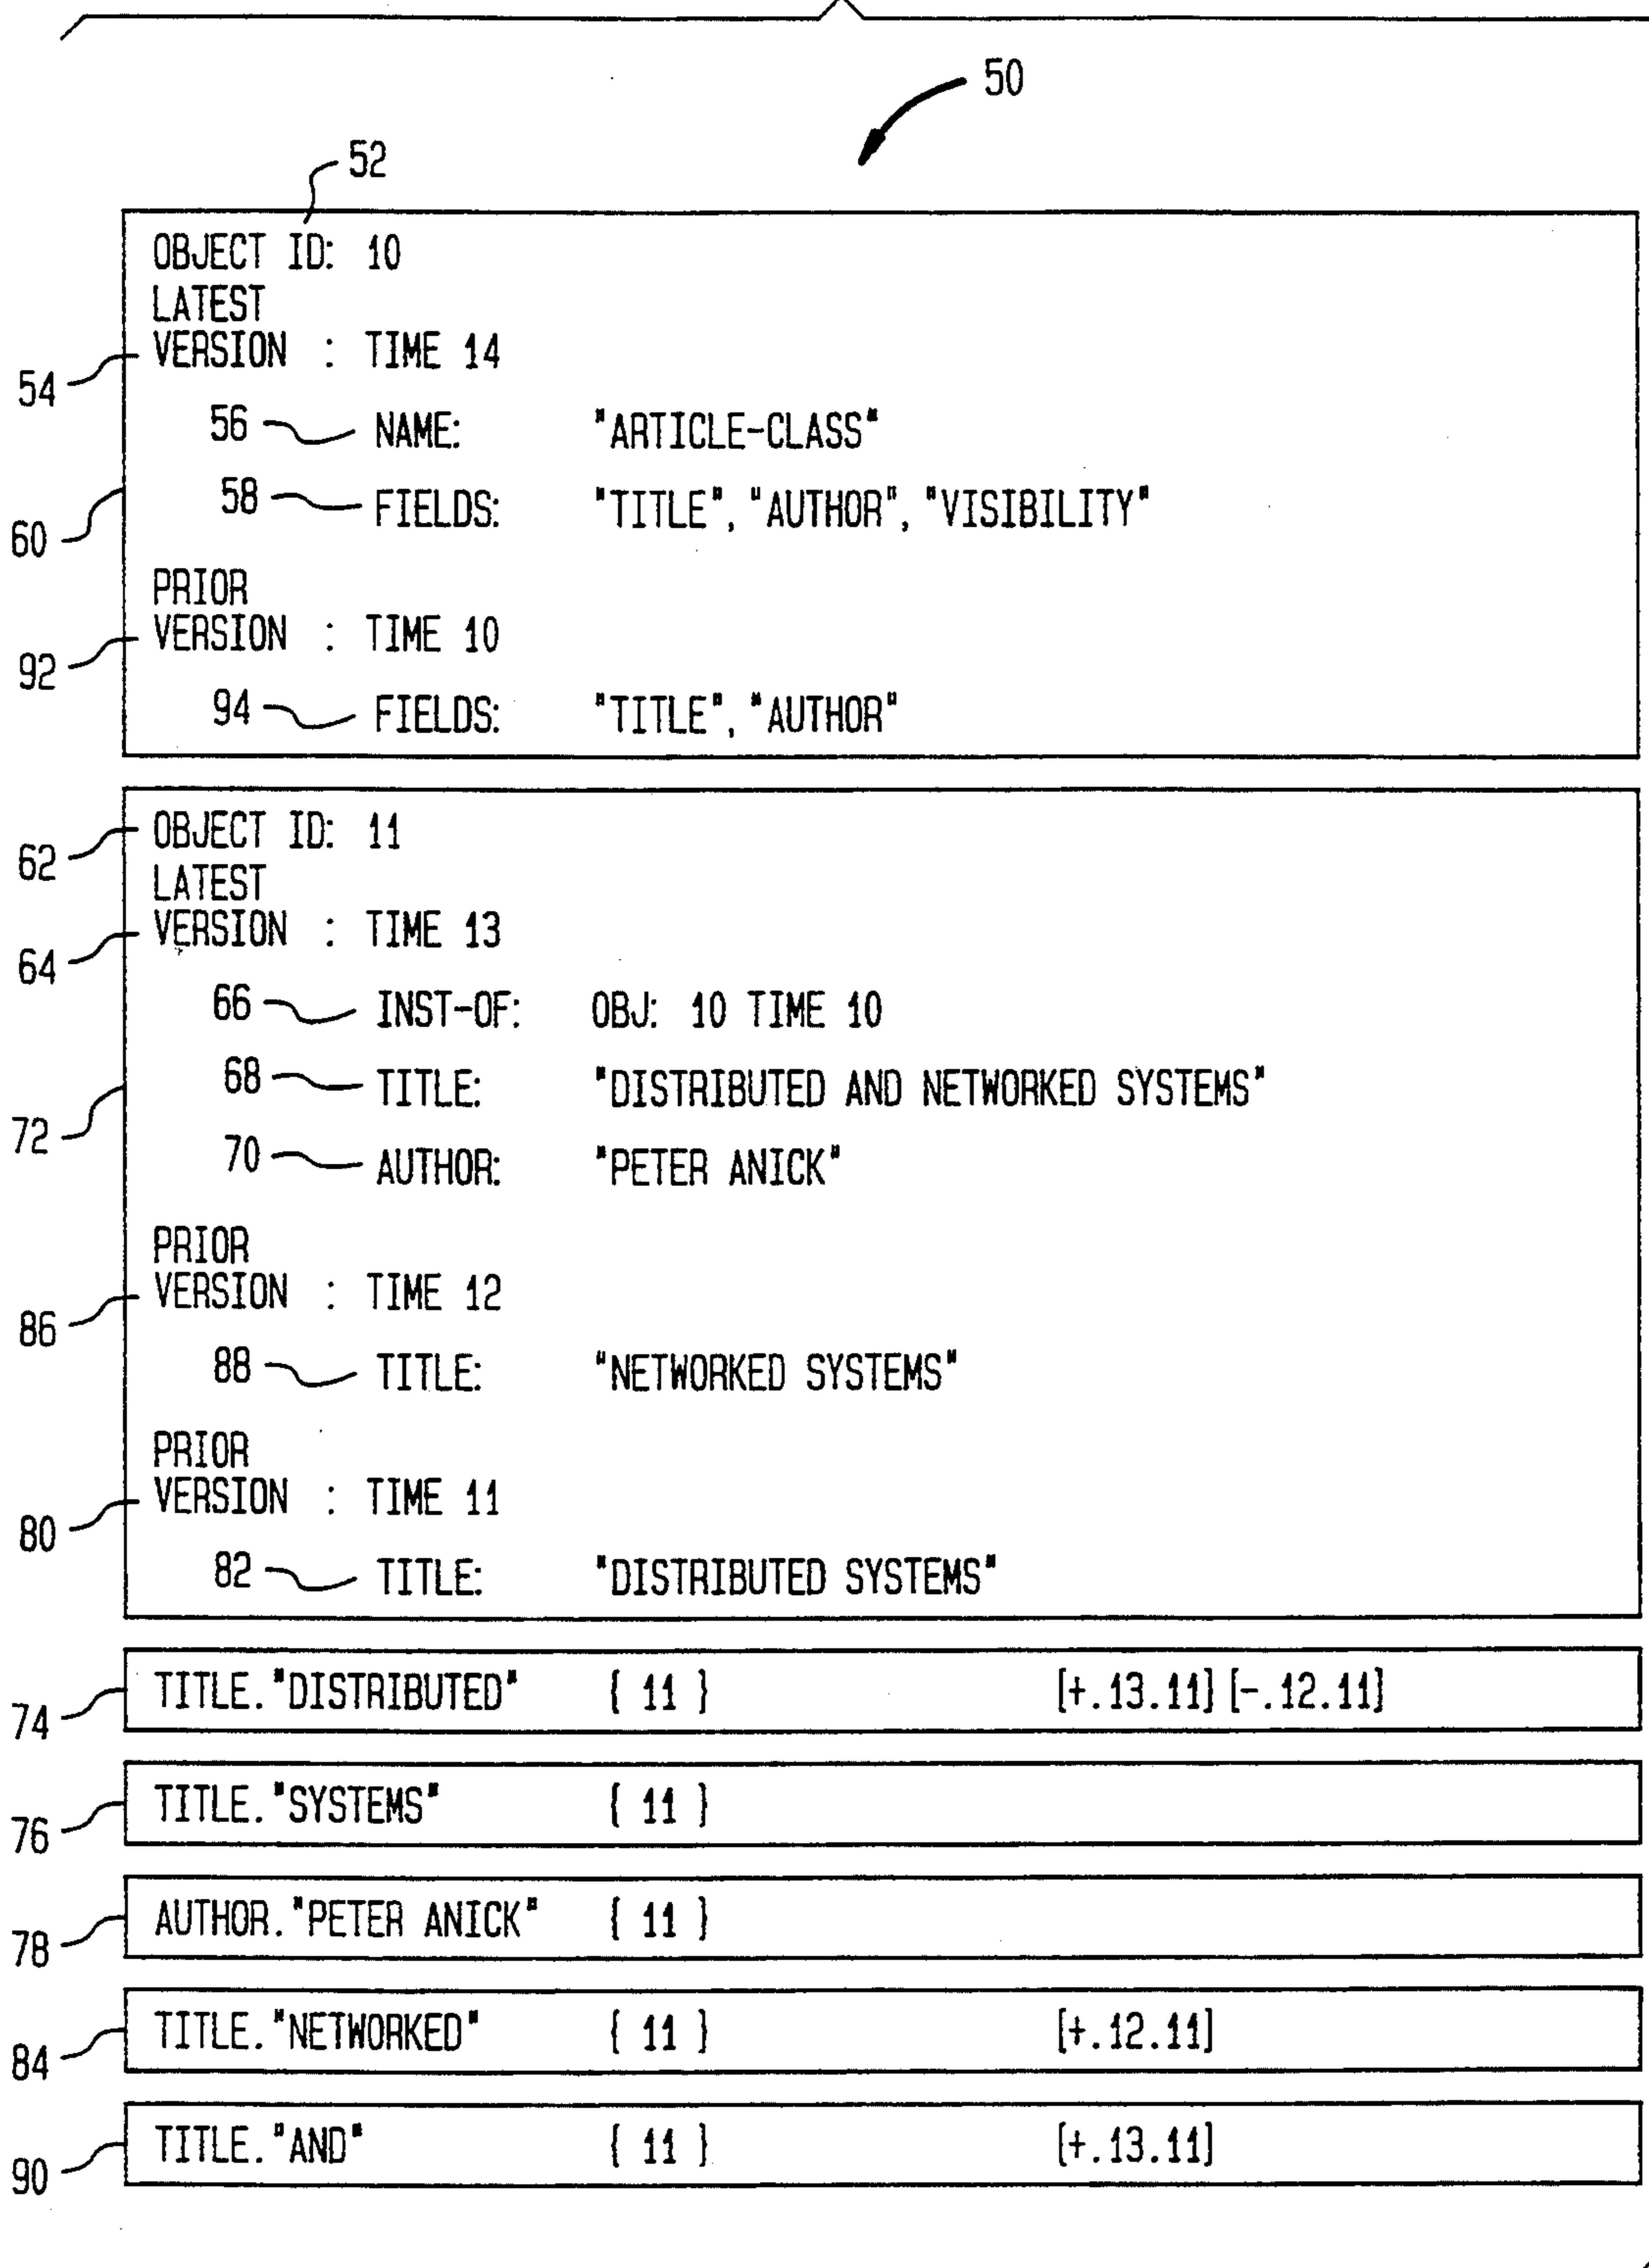 50
52
OBJECT ID: 10
LATEST
54 VERSION : TIME 14
56 NAME: "ARTICLE-CLASS"
58 FIELDS: "TITLE", "AUTHOR", "VISIBILITY"
60
PRIOR
VERSION : TIME 10
92
94 FIELDS: "TITLE", "AUTHOR"
62 OBJECT ID: 11
LATEST
64 VERSION : TIME 13
66 INST-OF: OBJ: 10 TIME 10
68 TITLE: "DISTRIBUTED AND NETWORKED SYSTEMS"
72
70 AUTHOR: "PETER ANICK"
PRIOR
86 VERSION : TIME 12
88 TITLE: "NETWORKED SYSTEMS"
PRIOR
80 VERSION : TIME 11
82 TITLE: "DISTRIBUTED SYSTEMS"
74 TITLE."DISTRIBUTED" { 11 } [+.13.11] [-.12.11]
76 TITLE."SYSTEMS" { 11 }
78 AUTHOR."PETER ANICK" { 11 }
84 TITLE."NETWORKED" { 11 } [+.12.11]
90 TITLE."AND" { 11 } [+.13.11]